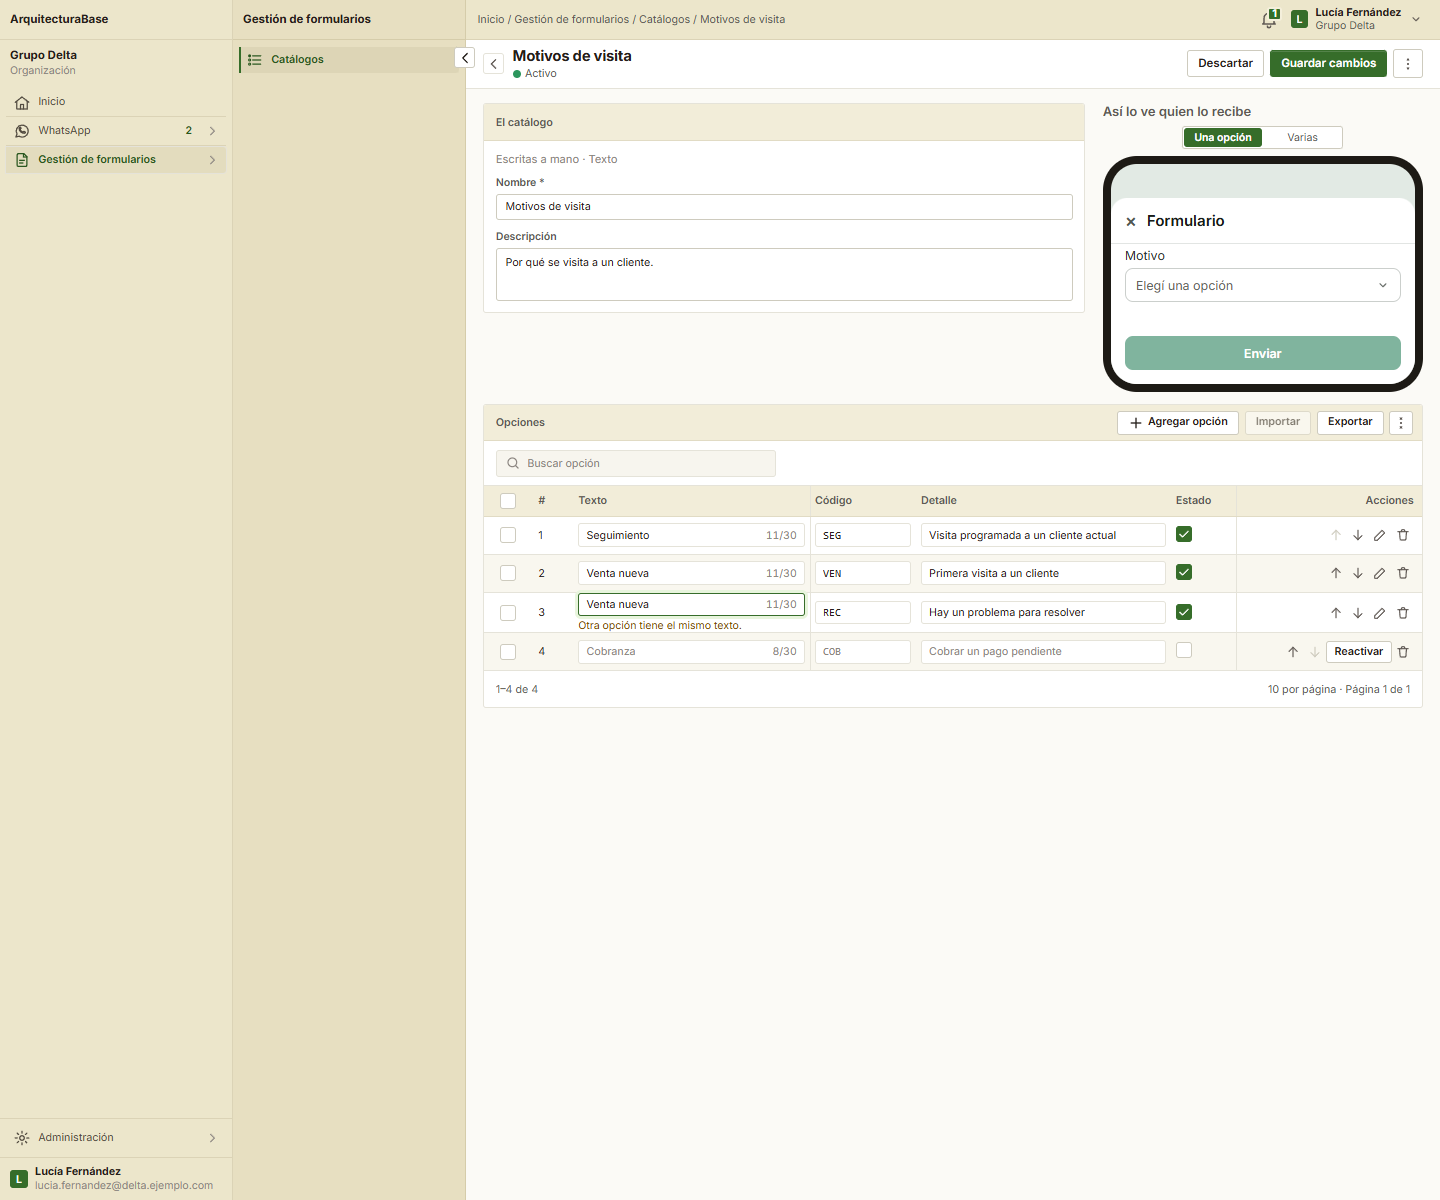 ArquitecturaBase
Grupo Delta
Organización
Inicio
WhatsApp 2
Gestión de formularios
Administración
L Lucía Fernández
lucia.fernandez@delta.ejemplo.com
Gestión de formularios
Catálogos
Inicio / Gestión de formularios / Catálogos / Motivos de visita
1
L Lucía Fernández
Grupo Delta
Motivos de visita
Activo
Descartar Guardar cambios
El catálogo
Escritas a mano · Texto
Nombre *
Motivos de visita
Descripción
Por qué se visita a un cliente.
Así lo ve quien lo recibe
Una opción Varias
× Formulario
Motivo
Elegí una opción
Enviar
Opciones
Agregar opción Importar Exportar
Buscar opción
# Texto Código Detalle Estado Acciones
1 Seguimiento 11/30 SEG Visita programada a un cliente actual
2 Venta nueva 11/30 VEN Primera visita a un cliente
3 Venta nueva 11/30 REC Hay un problema para resolver
Otra opción tiene el mismo texto.
4 Cobranza 8/30 COB Cobrar un pago pendiente Reactivar
1–4 de 4
10 por página · Página 1 de 1